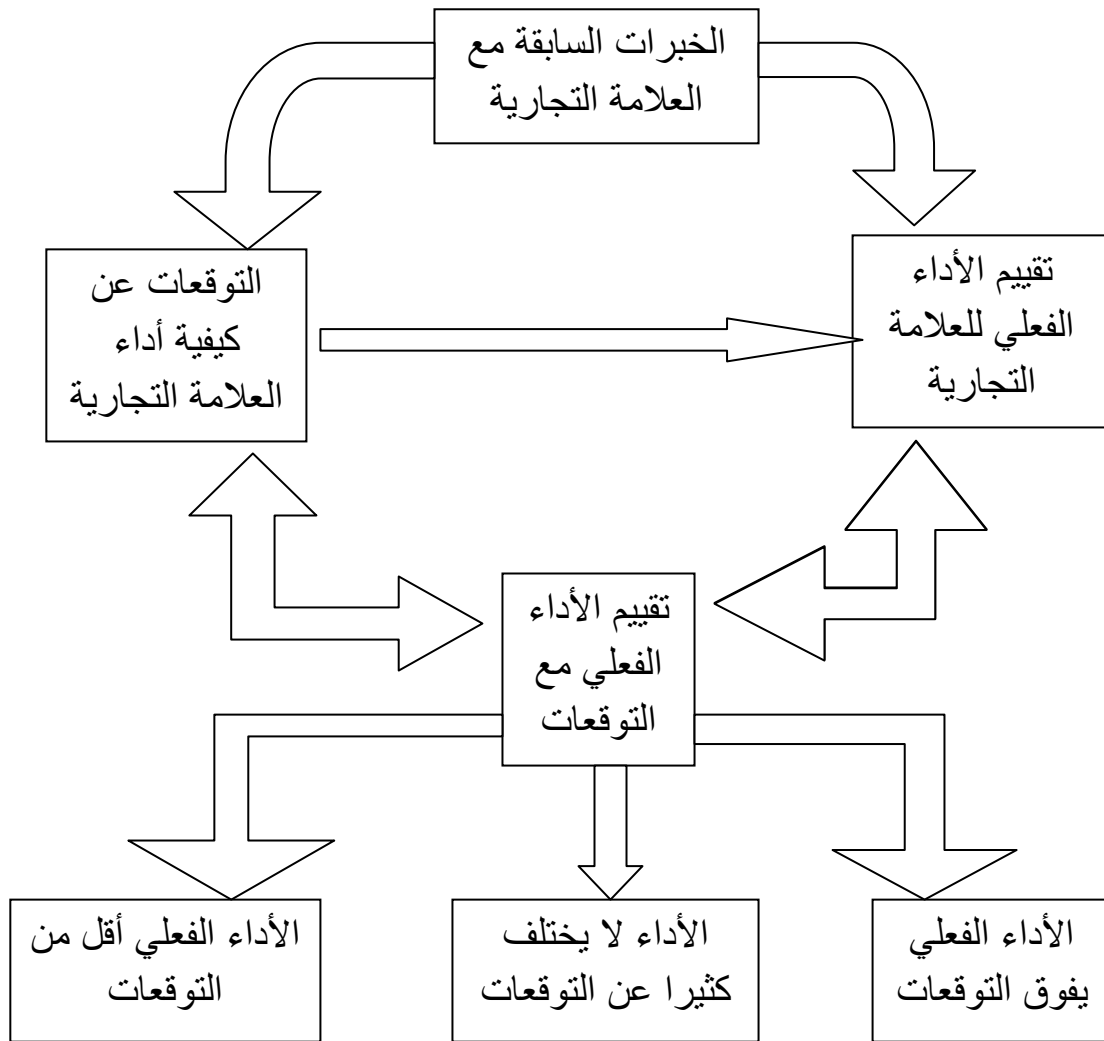 الخبرات السابقة مع
العلامة التجارية
تقييم الأداء
الفعلي للعلامة
التجارية
التوقعات عن
كيفية أداء
العلامة التجارية
تقييم الأداء
الفعلي مع
التوقعات
الأداء الفعلي
يفوق التوقعات
الأداء لا يختلف
كثيرا عن التوقعات
الأداء الفعلي أقل من
التوقعات